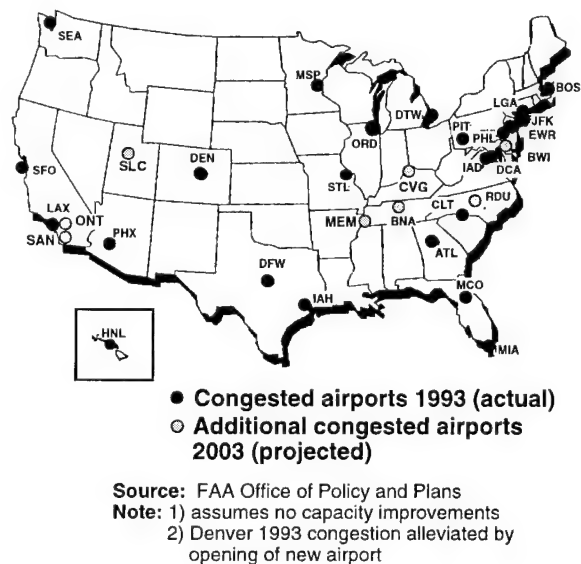 SEA
MSP
BOS
LGA
DTW
JFK
PIT
PHL
EWR
ORD
BWI
IAD
DCA
SLC
DEN
SFO
STL
CVG
LAX
ONT
MEM
BNA
CLT
RDU
SAN
PHX
ATL
DFW
MCO
IAH
HNL
MIA
Congested airports 1993 (actual)
Additional congested airports
2003 (projected)
Source: FAA Office of Policy and Plans
Note: 1) assumes no capacity improvements
2) Denver 1993 congestion alleviated by
opening of new airport